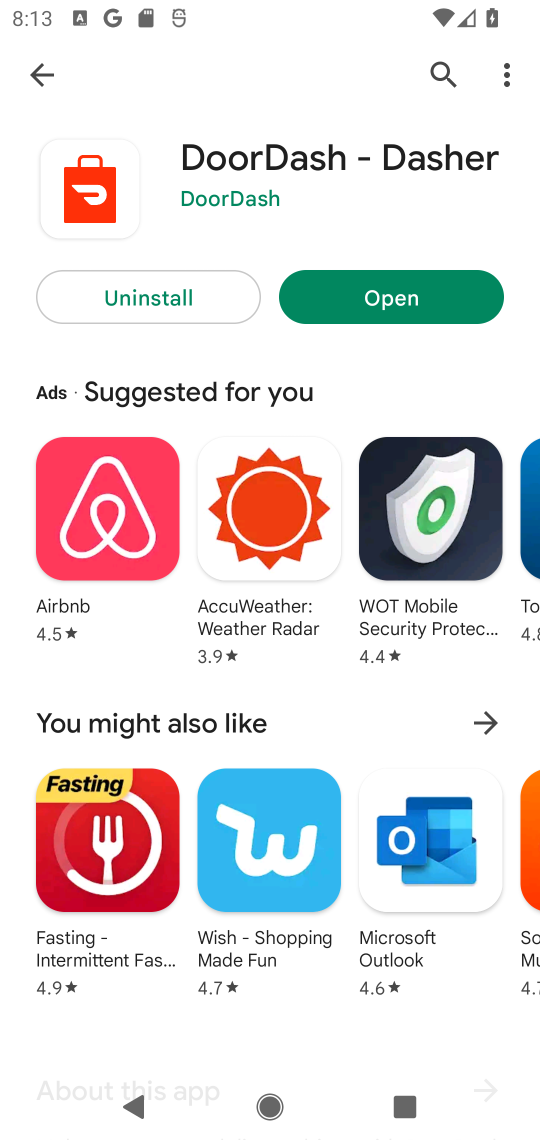 8:13
DoorDash - Dasher
DoorDash
Uninstall
Open
Ads · Suggested for you
Airbnb
4.5★
AccuWeather:
Weather Radar
3.9★
WOT Mobile
Security Protec...
4.4★
To
4.8
You might also like
Fasting
Fasting -
Intermittent Fas...
4.9★
Wish - Shopping
Made Fun
4.7★
Microsoft
Outlook
4.6★
So
Mu
4.7
About this app